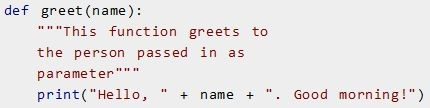 def greet(name):
    """This function greets to
    the person passed in as
    parameter"""
    print("Hello, " + name + ". Good morning!")